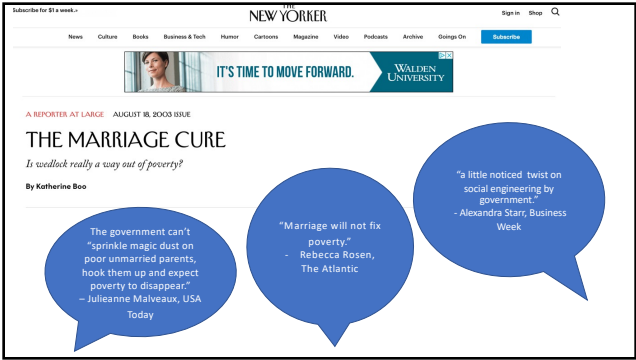 Subscribe for $1 a week.»
THE
NEW YORKER
Sign in Shop
News Culture Books Business & Tech Humor Cartoons Magazine Video Podcasts Archive Goings On Subscribe
IT'S TIME TO MOVE FORWARD.
WALDEN
UNIVERSITY
A REPORTER AT LARGE AUGUST 18, 2003 ISSUE
THE MARRIAGE CURE
Is wedlock really a way out of poverty?
By Katherine Boo
The government can't
"sprinkle magic dust on
poor unmarried parents,
hook them up and expect
poverty to disappear."
– Julieanne Malveaux, USA
Today
"Marriage will not fix
poverty."
- Rebecca Rosen,
The Atlantic
"a little noticed twist on
social engineering by
government."
- Alexandra Starr, Business
Week